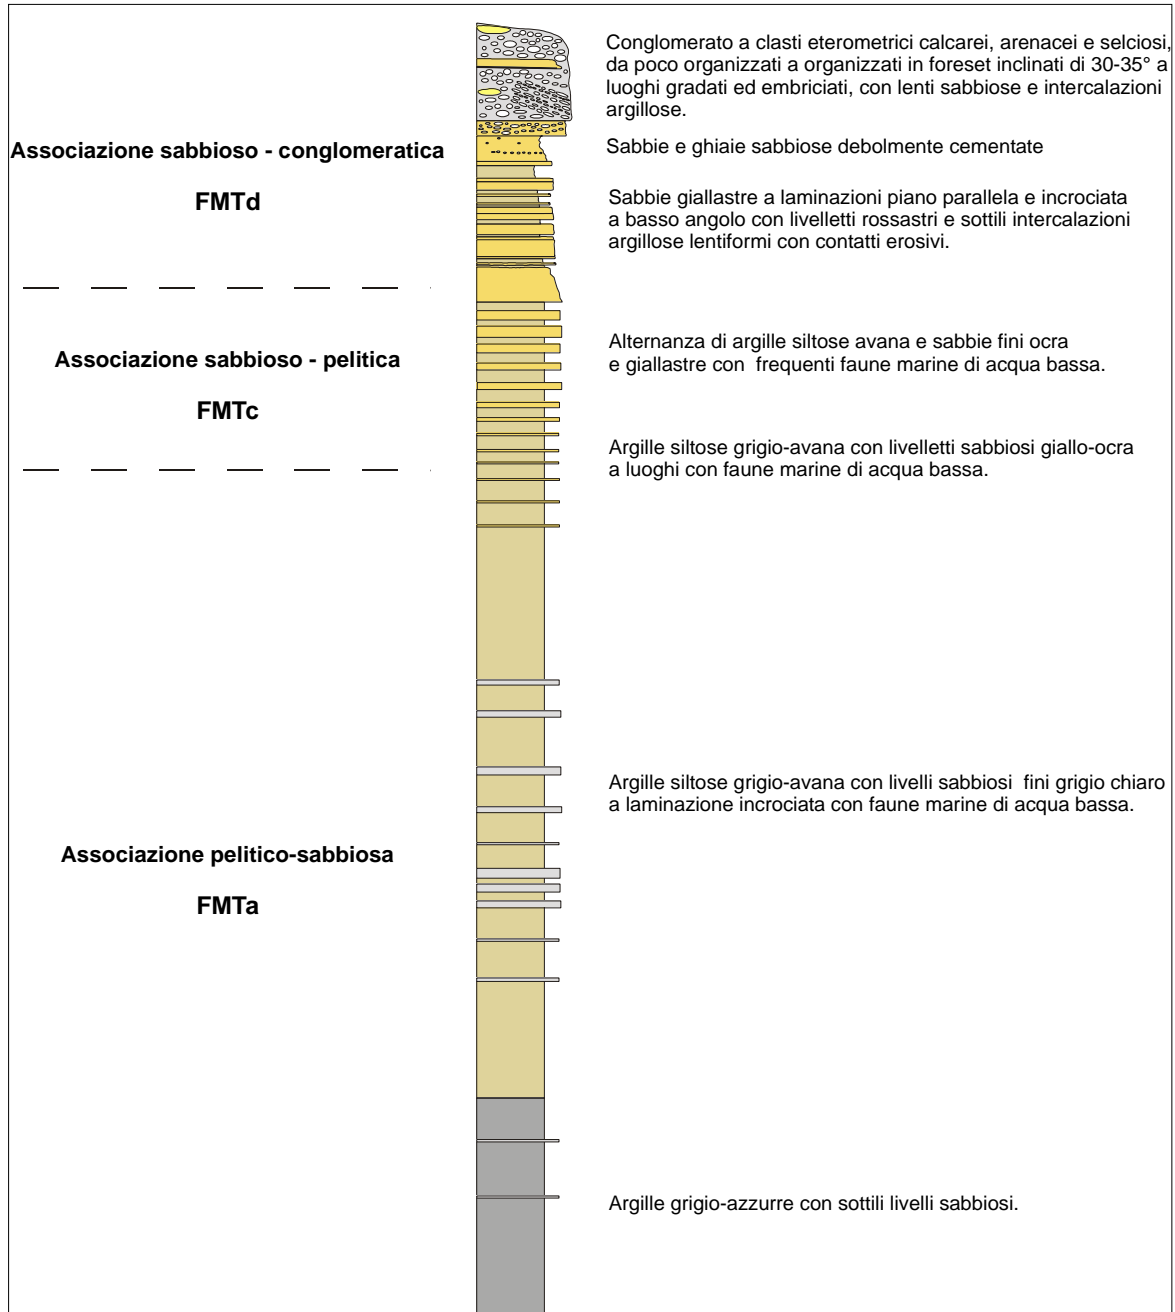 Conglomerato a clasti eterometrici calcarei, arenacei e selciosi,
da poco organizzati a organizzati in foreset inclinati di 30-35° a
luoghi gradati ed embriciati, con lenti sabbiose e intercalazioni
argillose.
Associazione sabbioso - conglomeratica
FMTd
Sabbie e ghiaie sabbiose debolmente cementate
Sabbie giallastre a laminazioni piano parallela e incrociata
a basso angolo con livelletti rossastri e sottili intercalazioni
argillose lentiformi con contatti erosivi.
Associazione sabbioso - pelitica
FMTc
Alternanza di argille siltose avana e sabbie fini ocra
e giallastre con  frequenti faune marine di acqua bassa.
Argille siltose grigio-avana con livelletti sabbiosi giallo-ocra
a luoghi con faune marine di acqua bassa.
Argille siltose grigio-avana con livelli sabbiosi  fini grigio chiaro
a laminazione incrociata con faune marine di acqua bassa.
Associazione pelitico-sabbiosa
FMTa
Argille grigio-azzurre con sottili livelli sabbiosi.